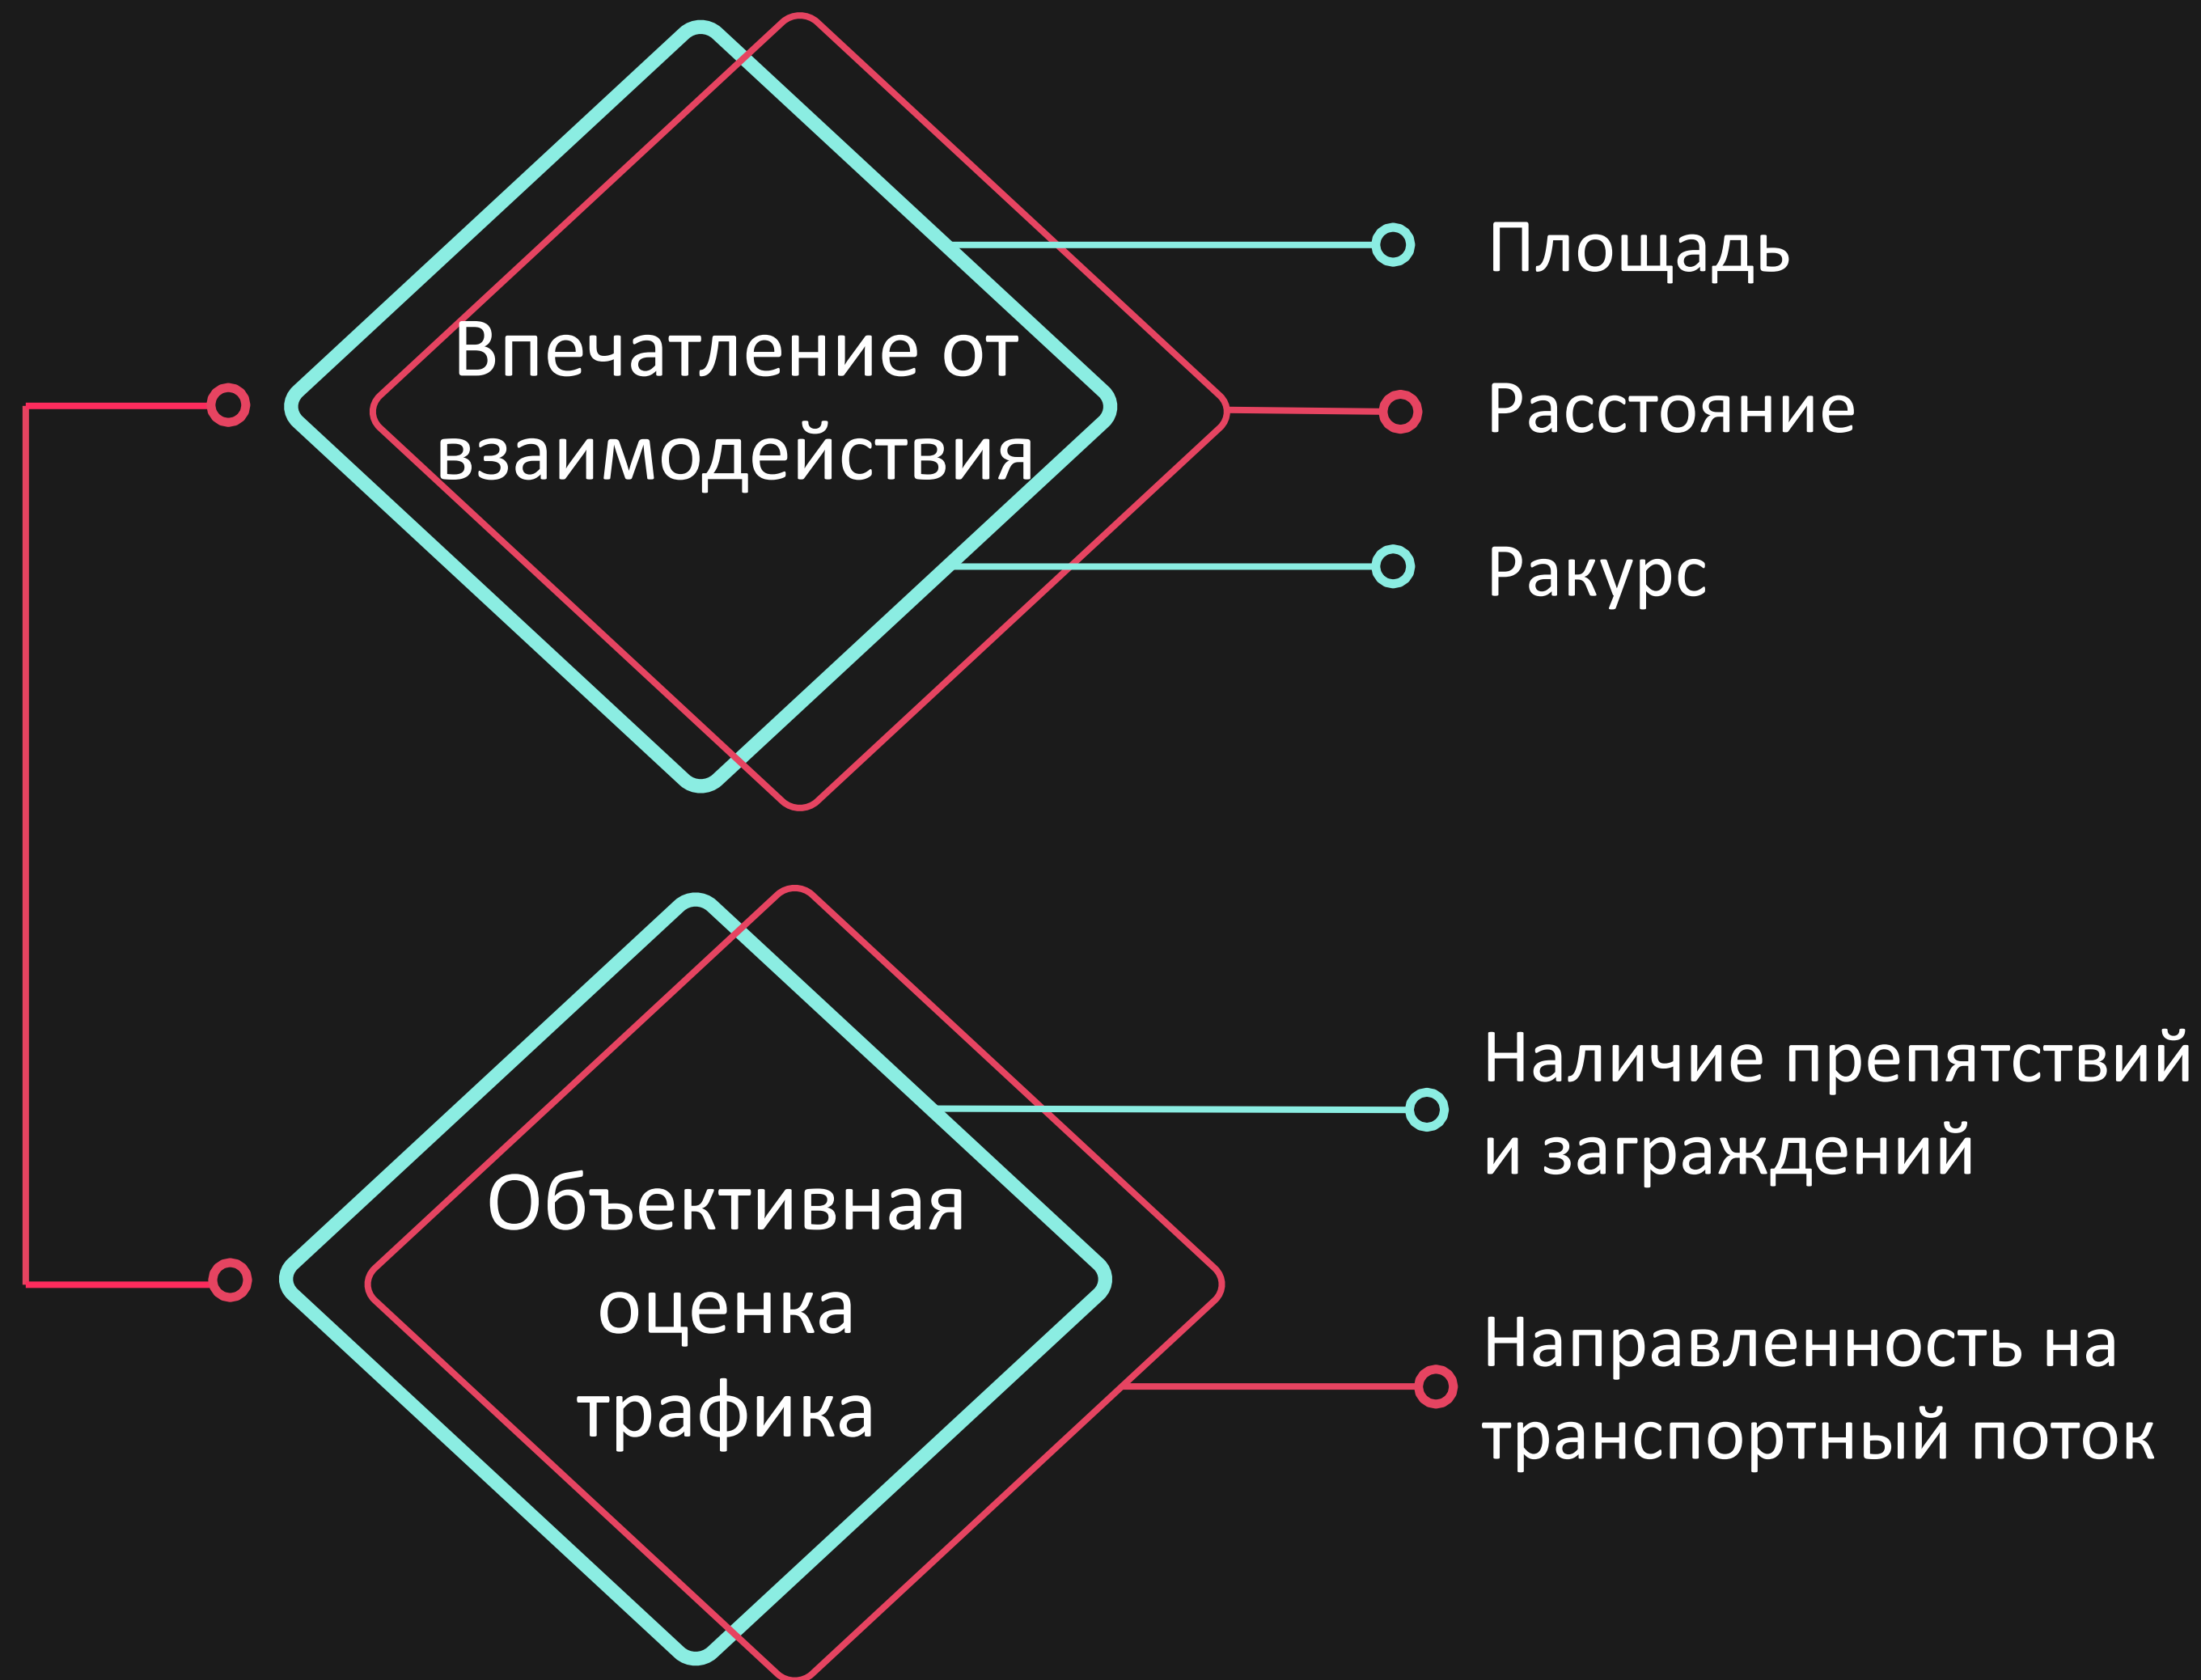 Впечатление от
взаимодействия
Площадь
Расстояние
Ракурс
Объективная
оценка
трафика
Наличие препятствий
и заграждений
Направленность на
транспортный поток